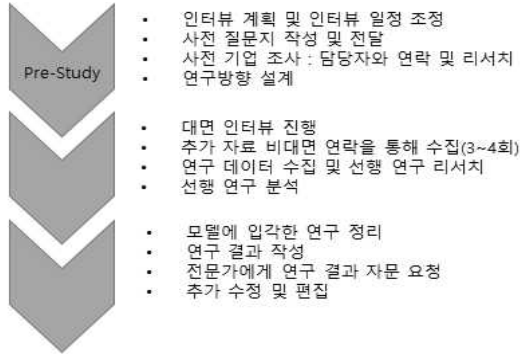 Pre-Study
• 인터뷰 계획 및 인터뷰 일정 조정
• 사전 질문지 작성 및 전달
• 사전 기업 조사 : 담당자와 연락 및 리서치
• 연구방향 설계
• 대면 인터뷰 진행
• 추가 자료 비대면 연락을 통해 수집(3~4회)
• 연구 데이터 수집 및 선행 연구 리서치
• 선행 연구 분석
• 모델에 입각한 연구 정리
• 연구 결과 작성
• 전문가에게 연구 결과 자문 요청
• 추가 수정 및 편집